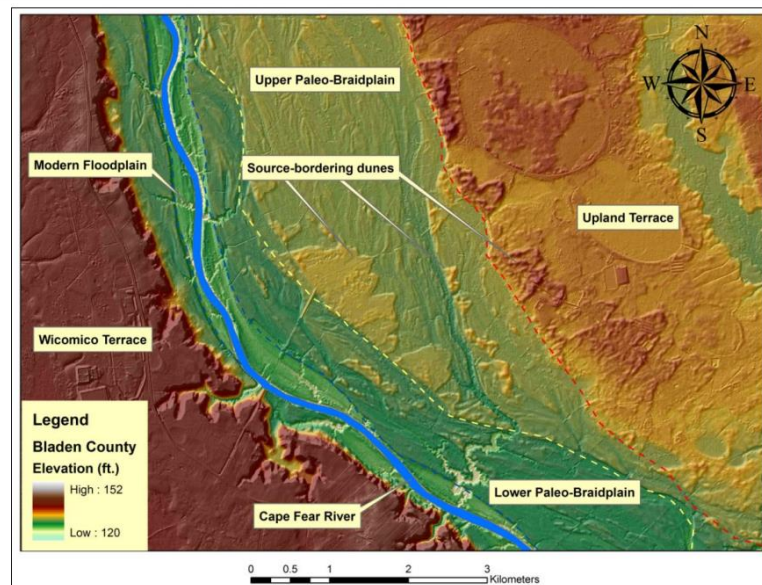 Upper Paleo-Braidplain
N
W E
S
Modern Floodplain
Source-bordering dunes
Upland Terrace
Wicomico Terrace
Legend
Bladen County
Elevation (ft.)
High : 152
Low : 120
Lower Paleo-Braidplain
Cape Fear River
0 0.5 1 2 3
Kilometers